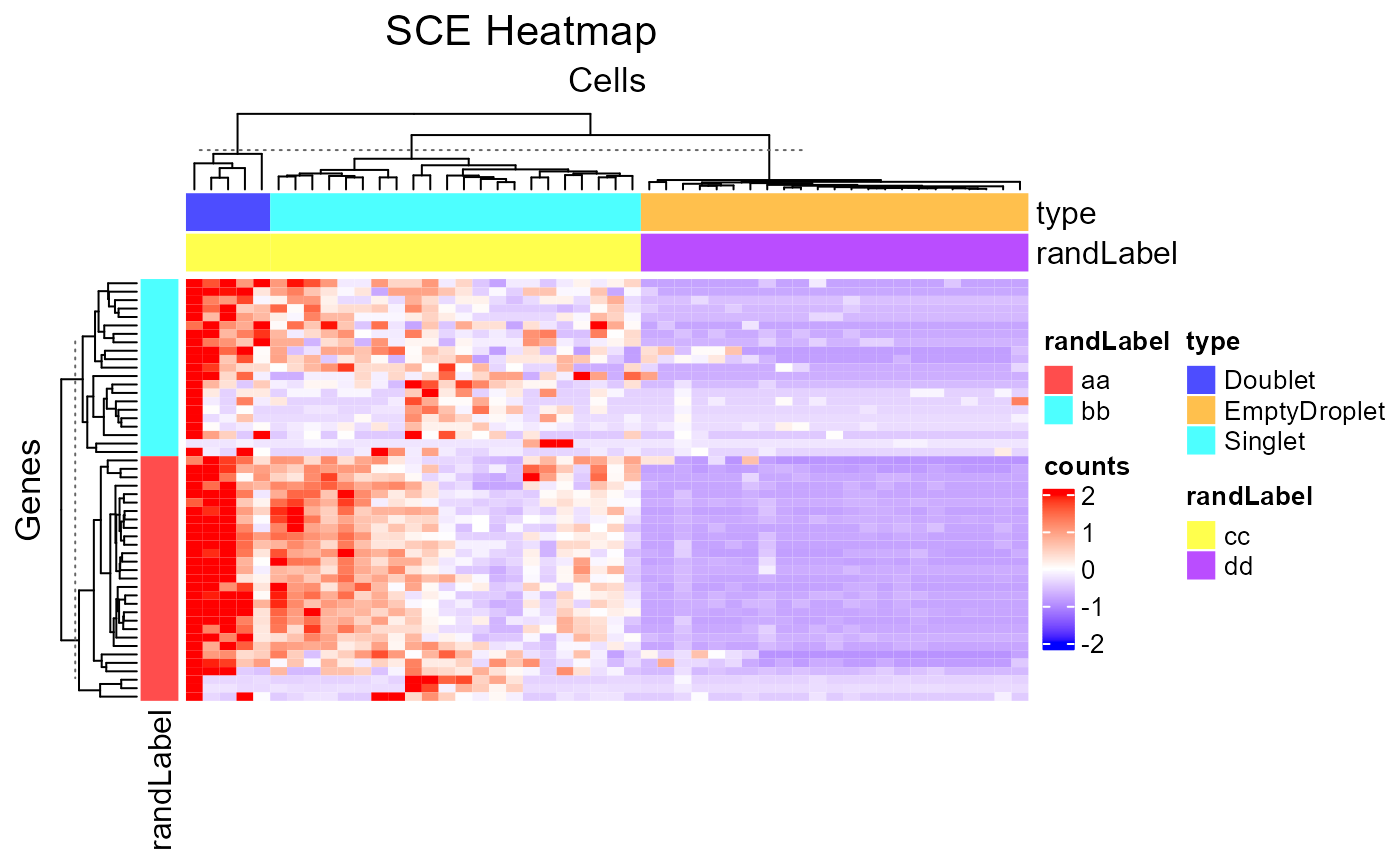 SCE Heatmap
Cells
type
randLabel
Genes
randLabel
randLabel
aa
bb
counts
2
1
0
-1
-2
type
Doublet
EmptyDroplet
Singlet
randLabel
cc
dd